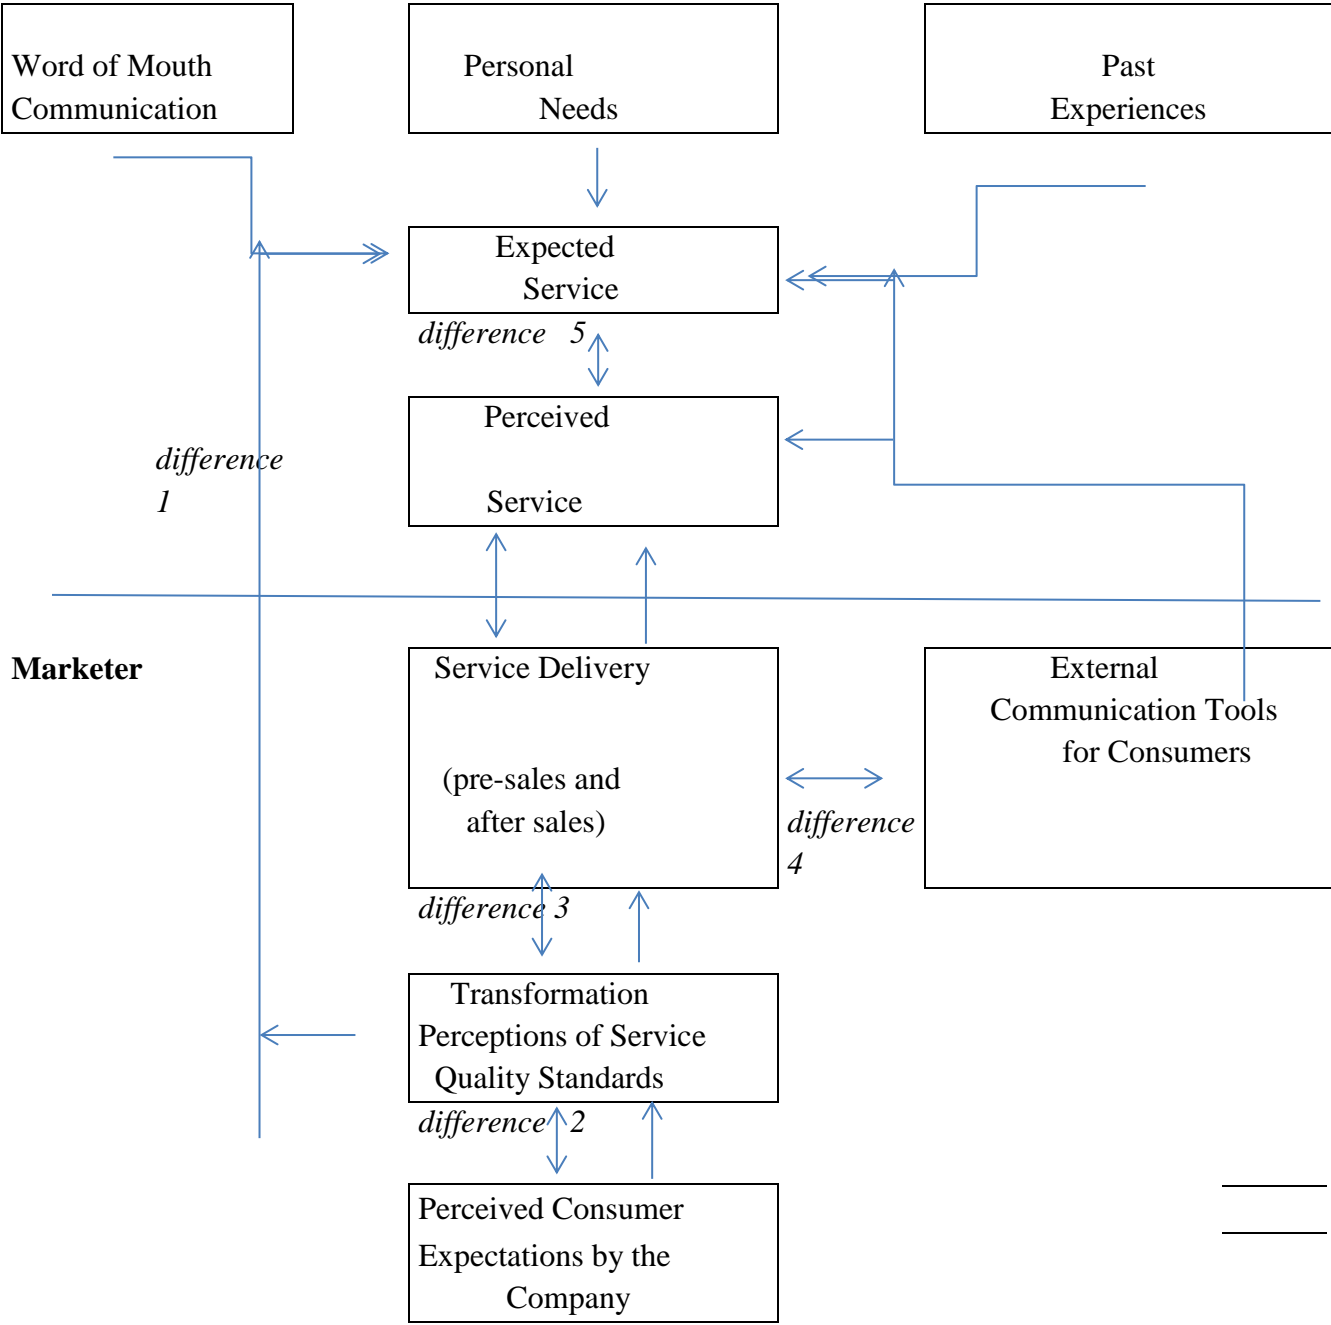 Word of Mouth
Communication
Personal
Needs
Past
Experiences
Expected
Service
difference 5
Perceived
Service
difference
1
Marketer
Service Delivery
(pre-sales and
after sales)
difference
4
External
Communication Tools
for Consumers
difference 3
Transformation
Perceptions of Service
Quality Standards
difference 2
Perceived Consumer
Expectations by the
Company